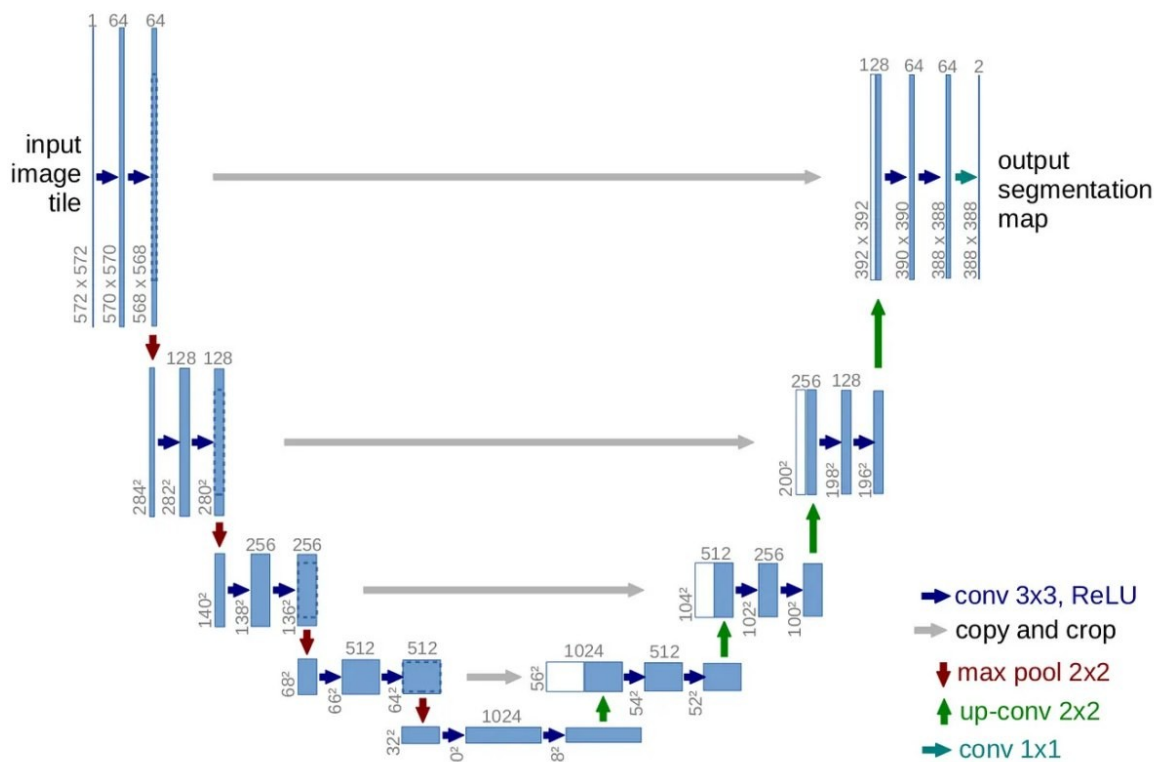 1 64 64
128 64 64 2
input
image
tile
output
segmentation
map
572 x 572
570 x 570
568 x 568
392 x 392
390 x 390
388 x 388
388 x 388
128 128
256 128
284²
282²
280²
200²
198²
196²
256 256
512 256
140²
138²
136²
104²
102²
100²
512 512
1024 512
68²
66²
64²
56²
54²
52²
1024
32²
0²
8²
conv 3x3, ReLU
copy and crop
max pool 2x2
up-conv 2x2
conv 1x1